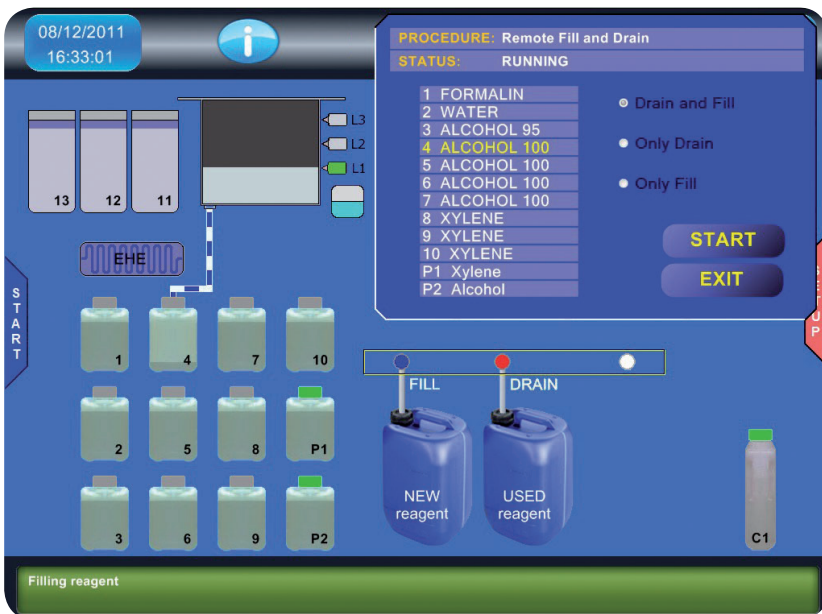 08/12/2011
16:33:01
i
PROCEDURE: Remote Fill and Drain
STATUS: RUNNING
1 FORMALIN
2 WATER
3 ALCOHOL 95
4 ALCOHOL 100
5 ALCOHOL 100
6 ALCOHOL 100
7 ALCOHOL 100
8 XYLENE
9 XYLENE
10 XYLENE
P1 Xylene
P2 Alcohol
Drain and Fill
Only Drain
Only Fill
START
EXIT
L3
L2
L1
13 12 11
EHE
START
1 4 7 10
2 5 8 P1
3 6 9 P2
FILL DRAIN
NEW
reagent
USED
reagent
C1
Filling reagent